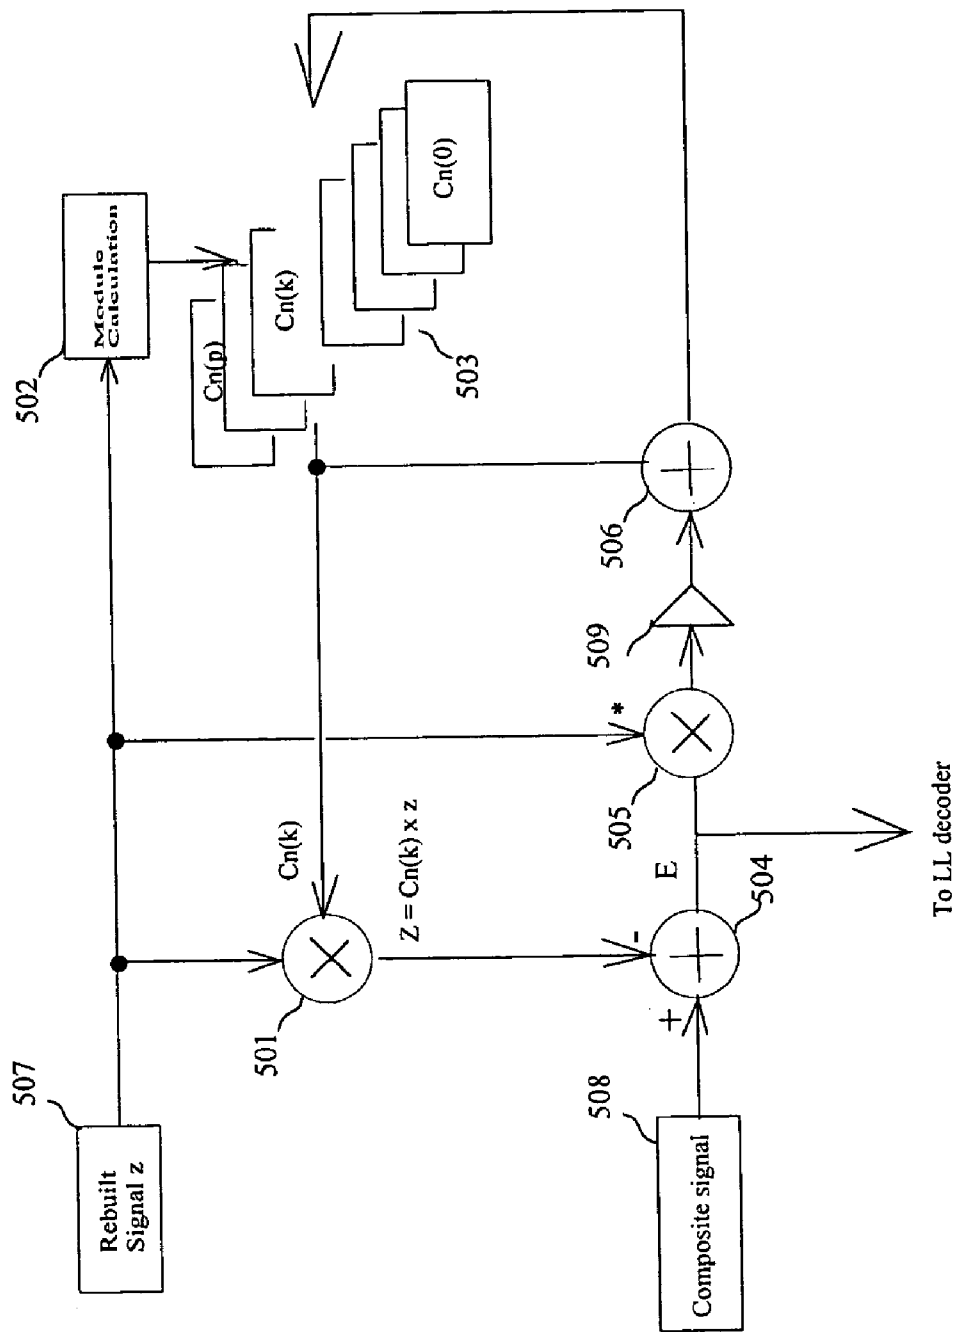 507
Rebuilt
Signal z
502
Module
Calculation
Cn(p)
Cn(k)
Cn(0)
503
501
Cn(k)
Z = Cn(k) x z
508
Composite signal
+
-
504
E
505
*
509
506
To LL decoder